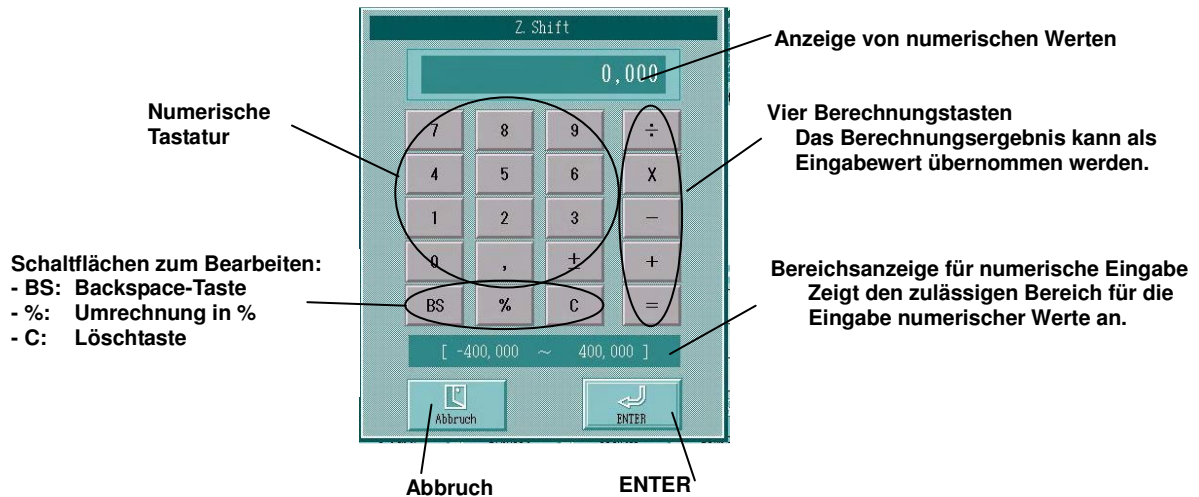 Z. Shift
0,000
Anzeige von numerischen Werten
Numerische
Tastatur
Vier Berechnungstasten
Das Berechnungsergebnis kann als
Eingabewert übernommen werden.
7 8 9 ÷
4 5 6 X
1 2 3 −
0 , ± +
BS % C =
Schaltflächen zum Bearbeiten:
- BS: Backspace-Taste
- %: Umrechnung in %
- C: Löschtaste
Bereichsanzeige für numerische Eingabe
Zeigt den zulässigen Bereich für die
Eingabe numerischer Werte an.
[ -400,000 ~ 400,000 ]
Abbruch
ENTER
Abbruch
ENTER